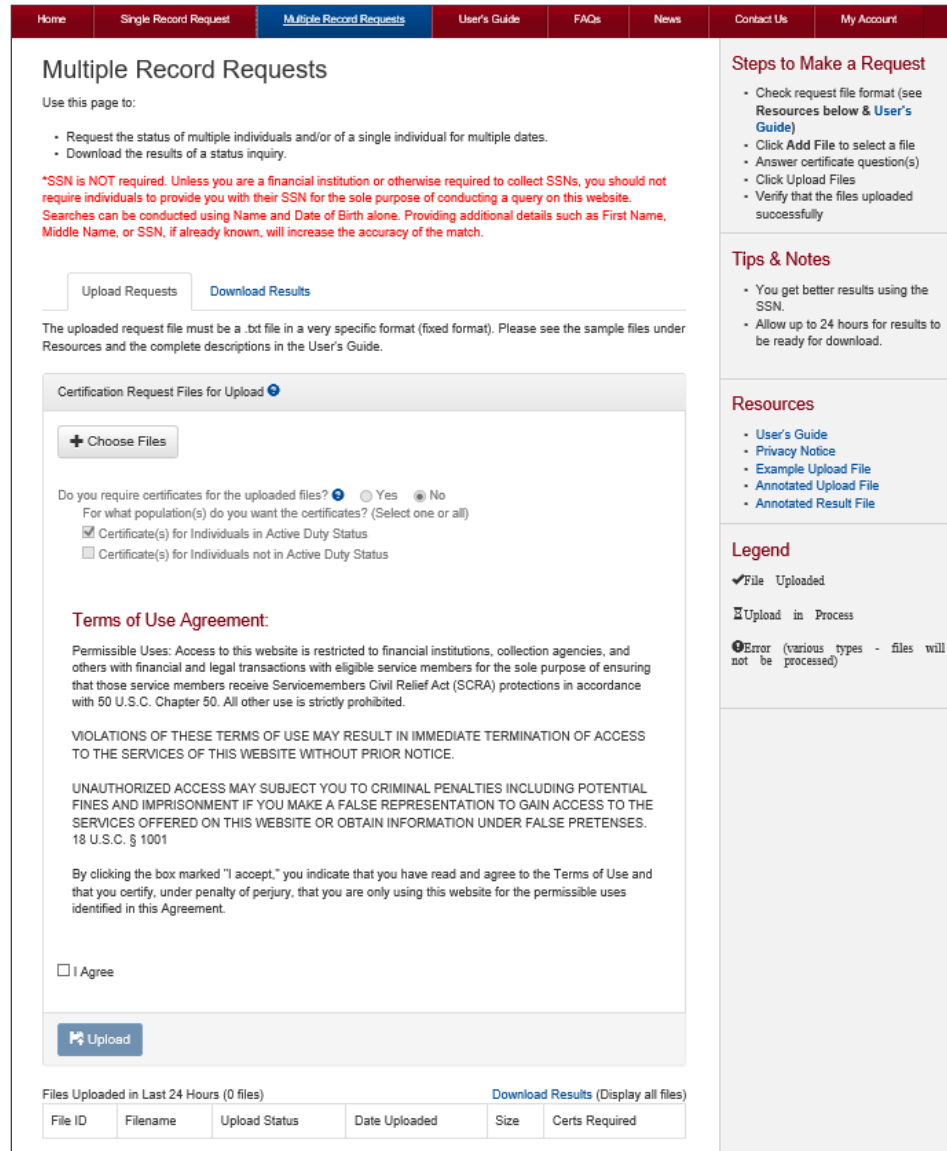 Home Single Record Request Multiple Record Requests User's Guide FAQs News Contact Us My Account
Multiple Record Requests
Use this page to:
Request the status of multiple individuals and/or of a single individual for multiple dates.
Download the results of a status inquiry.
*SSN is NOT required. Unless you are a financial institution or otherwise required to collect SSNs, you should not
require individuals to provide you with their SSN for the sole purpose of conducting a query on this website.
Searches can be conducted using Name and Date of Birth alone. Providing additional details such as First Name,
Middle Name, or SSN, if already known, will increase the accuracy of the match.
Upload Requests Download Results
The uploaded request file must be a .txt file in a very specific format (fixed format). Please see the sample files under
Resources and the complete descriptions in the User's Guide.
Certification Request Files for Upload
Choose Files
Do you require certificates for the uploaded files? Yes No
For what population(s) do you want the certificates? (Select one or all)
Certificate(s) for Individuals in Active Duty Status
Certificate(s) for Individuals not in Active Duty Status
Terms of Use Agreement:
Permissible Uses: Access to this website is restricted to financial institutions, collection agencies, and
others with financial and legal transactions with eligible service members for the sole purpose of ensuring
that those service members receive Servicemembers Civil Relief Act (SCRA) protections in accordance
with 50 U.S.C. Chapter 50. All other use is strictly prohibited.
VIOLATIONS OF THESE TERMS OF USE MAY RESULT IN IMMEDIATE TERMINATION OF ACCESS
TO THE SERVICES OF THIS WEBSITE WITHOUT PRIOR NOTICE.
UNAUTHORIZED ACCESS MAY SUBJECT YOU TO CRIMINAL PENALTIES INCLUDING POTENTIAL
FINES AND IMPRISONMENT IF YOU MAKE A FALSE REPRESENTATION TO GAIN ACCESS TO THE
SERVICES OFFERED ON THIS WEBSITE OR OBTAIN INFORMATION UNDER FALSE PRETENSES.
18 U.S.C. § 1001
By clicking the box marked "I accept," you indicate that you have read and agree to the Terms of Use and
that you certify, under penalty of perjury, that you are only using this website for the permissible uses
identified in this Agreement.
I Agree
Upload
Files Uploaded in Last 24 Hours (0 files) Download Results (Display all files)
File ID Filename Upload Status Date Uploaded Size Certs Required
Steps to Make a Request
Check request file format (see
Resources below & User's
Guide)
Click Add File to select a file
Answer certificate question(s)
Click Upload Files
Verify that the files uploaded
successfully
Tips & Notes
You get better results using the
SSN.
Allow up to 24 hours for results to
be ready for download.
Resources
User's Guide
Privacy Notice
Example Upload File
Annotated Upload File
Annotated Result File
Legend
File Uploaded
Upload in Process
Error (various types - files will
not be processed)